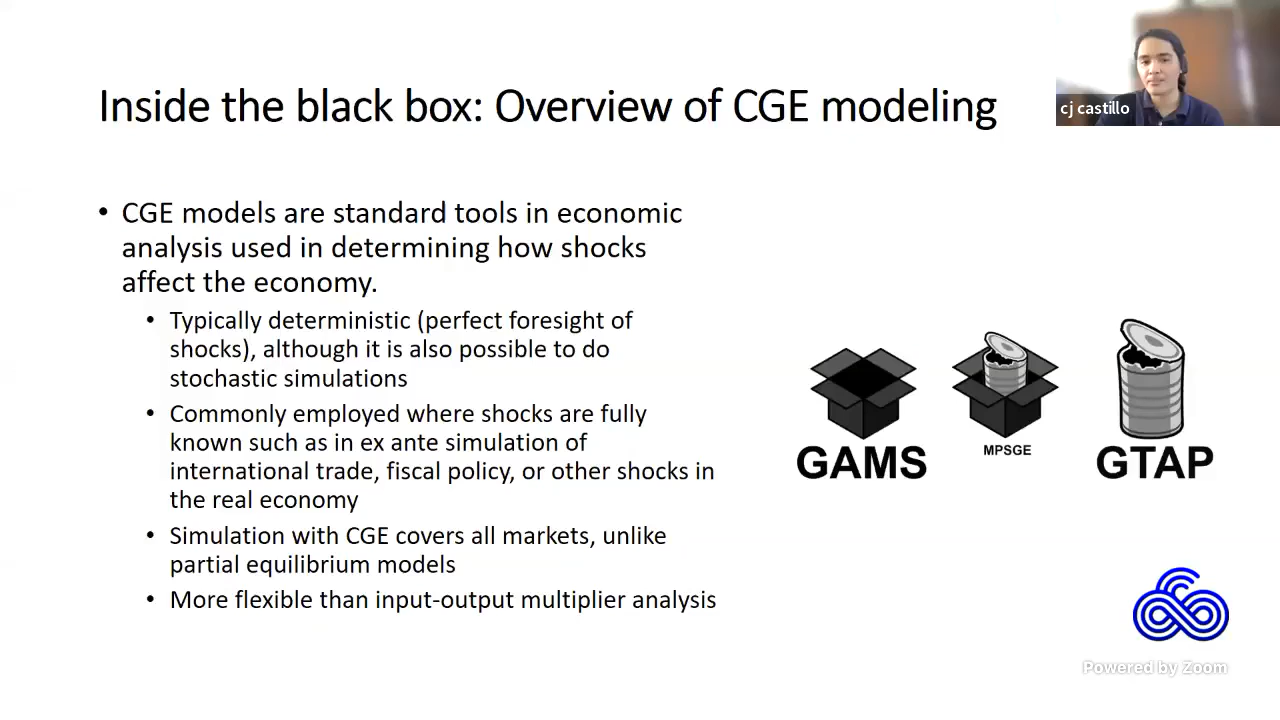 Inside the black box: Overview of CGE modeling
cj castillo
• CGE models are standard tools in economic
analysis used in determining how shocks
affect the economy.
• Typically deterministic (perfect foresight of
shocks), although it is also possible to do
stochastic simulations
• Commonly employed where shocks are fully
known such as in ex ante simulation of
international trade, fiscal policy, or other shocks in
the real economy
• Simulation with CGE covers all markets, unlike
partial equilibrium models
• More flexible than input-output multiplier analysis
GAMS
MPSGE
GTAP
Powered by Zoom